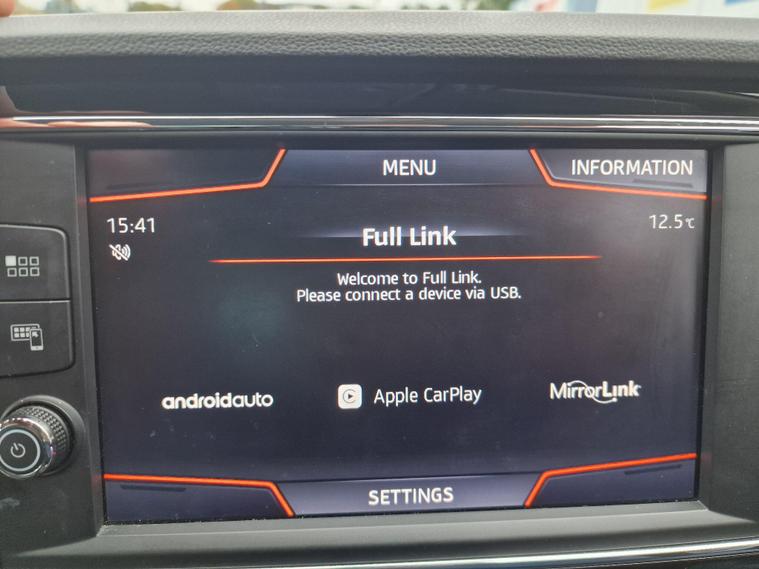 MENU
INFORMATION
15:41
12.5°C
Full Link
Welcome to Full Link.
Please connect a device via USB.
androidauto
Apple CarPlay
MirrorLink
SETTINGS